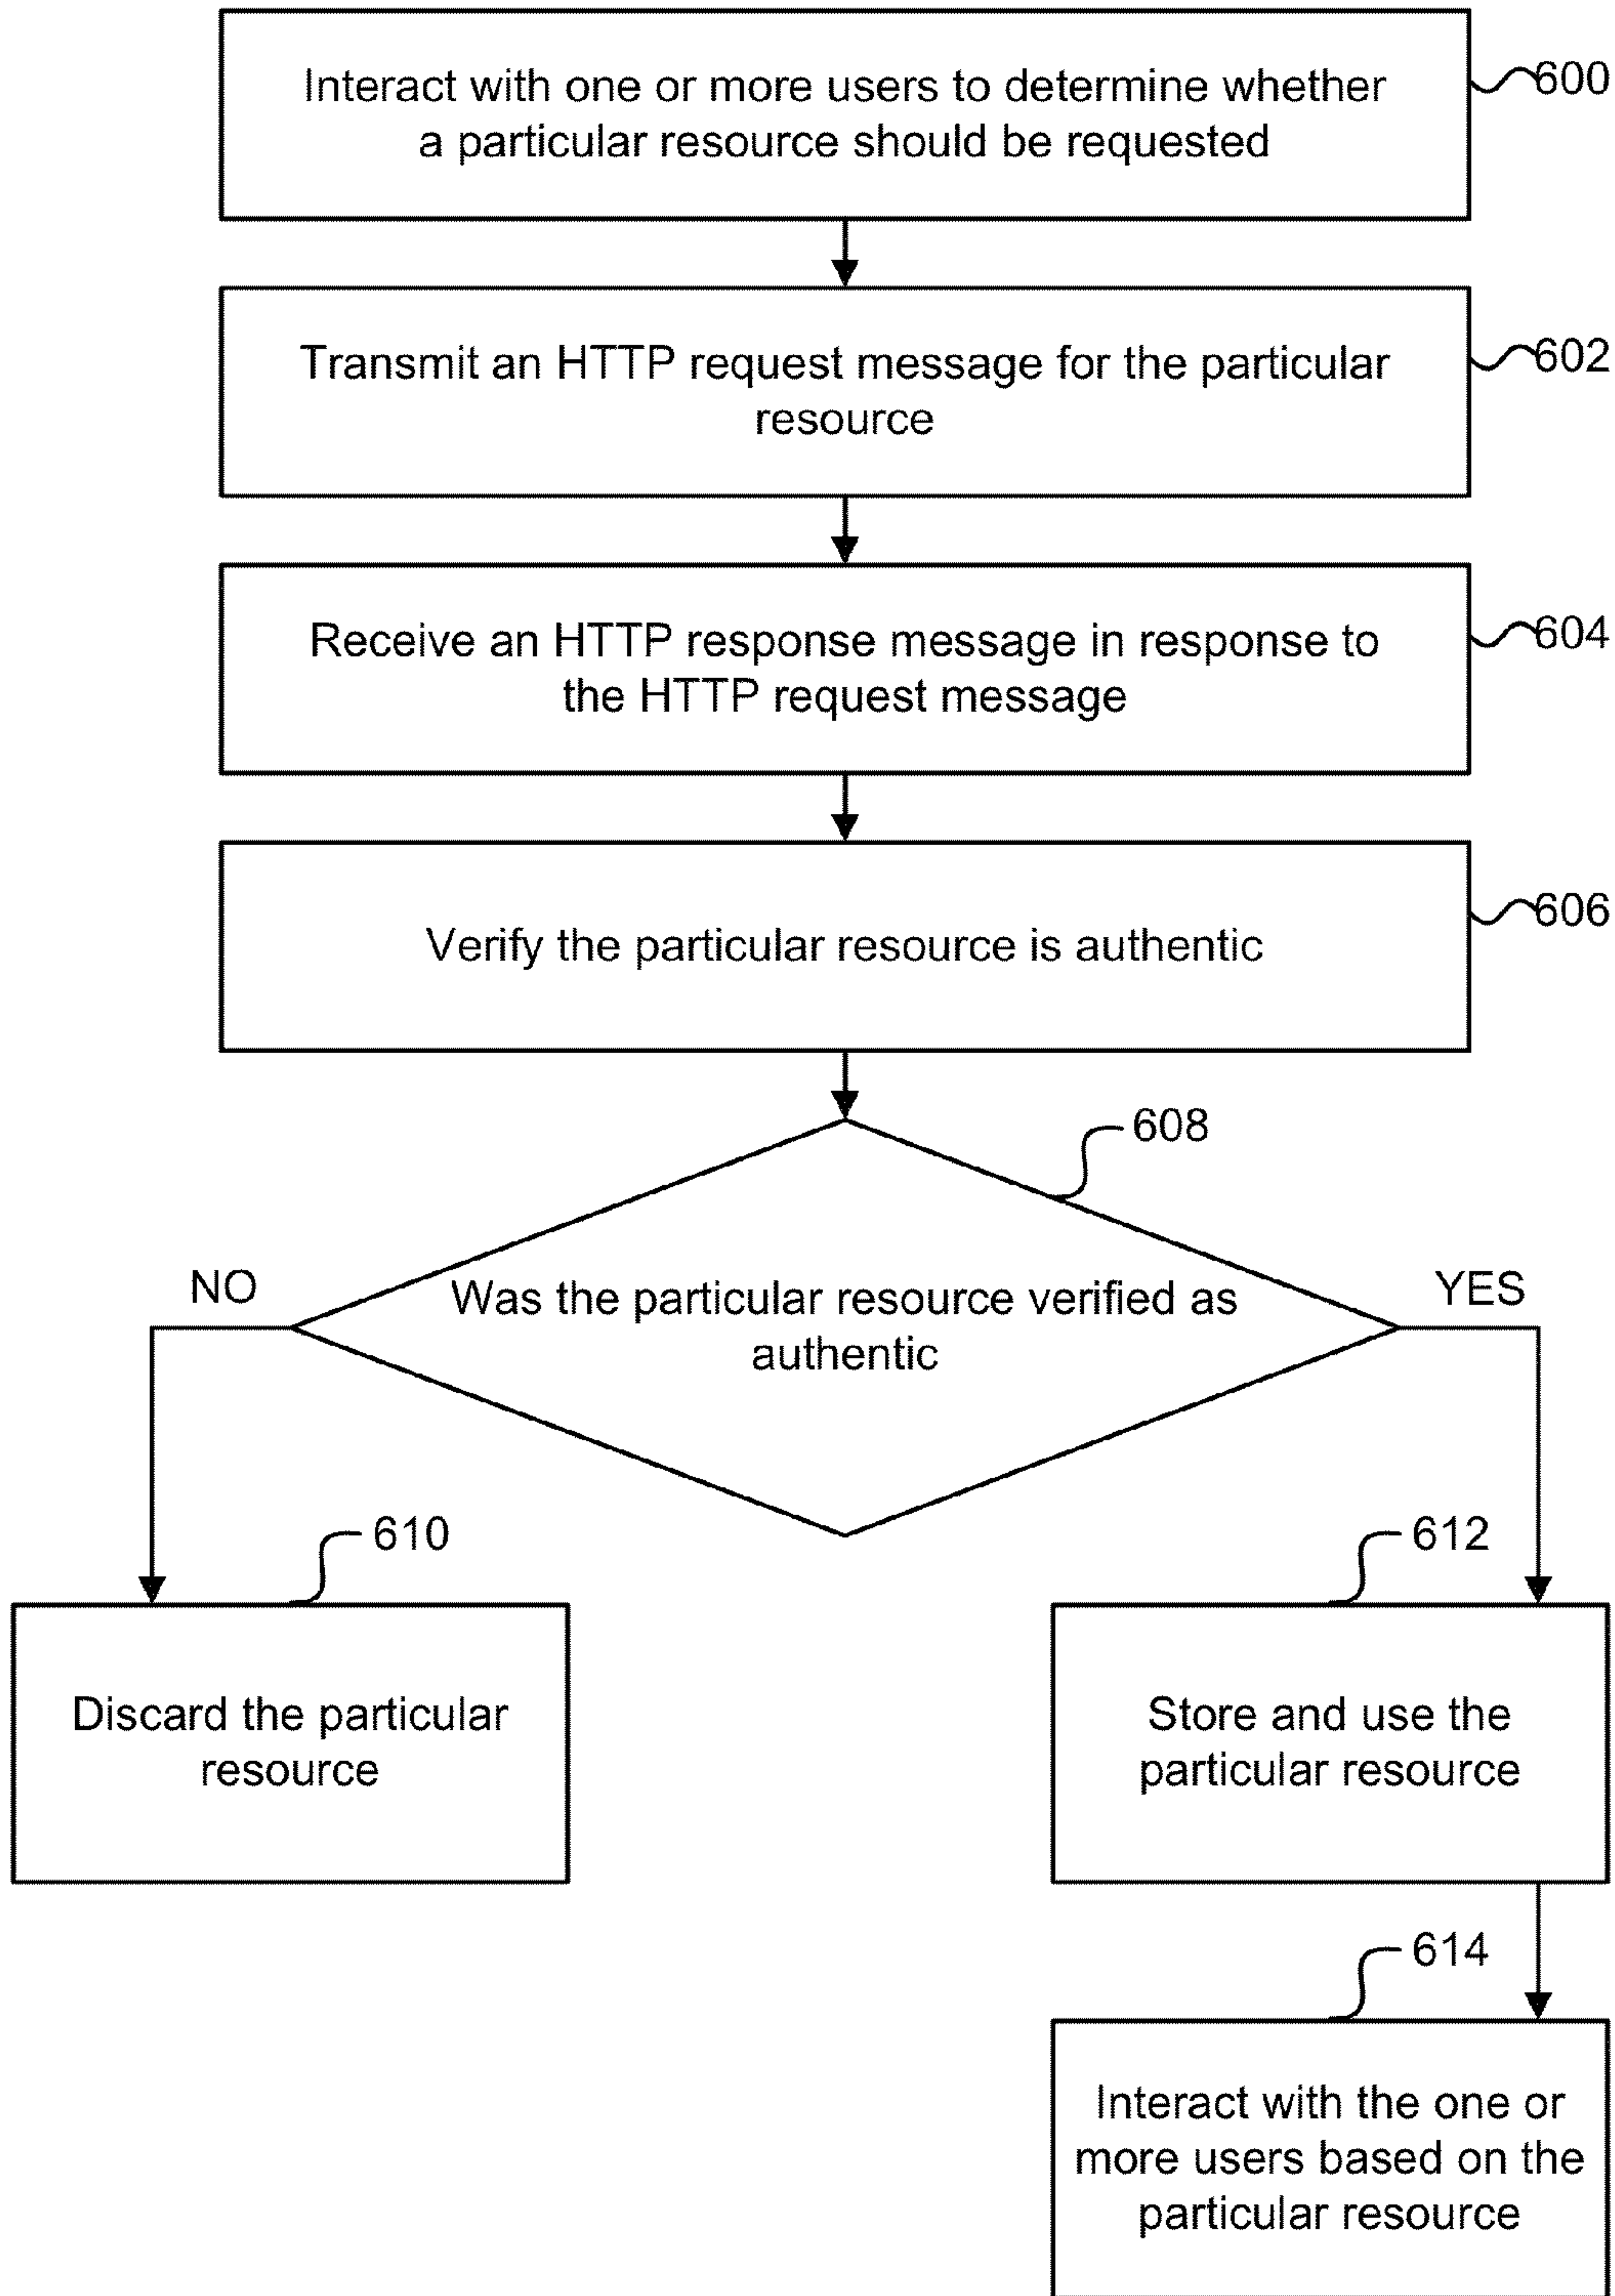 Interact with one or more users to determine whether
a particular resource should be requested
600
Transmit an HTTP request message for the particular
resource
602
Receive an HTTP response message in response to
the HTTP request message
604
Verify the particular resource is authentic
606
608
NO
Was the particular resource verified as
authentic
YES
610
Discard the particular
resource
612
Store and use the
particular resource
614
Interact with the one or
more users based on the
particular resource